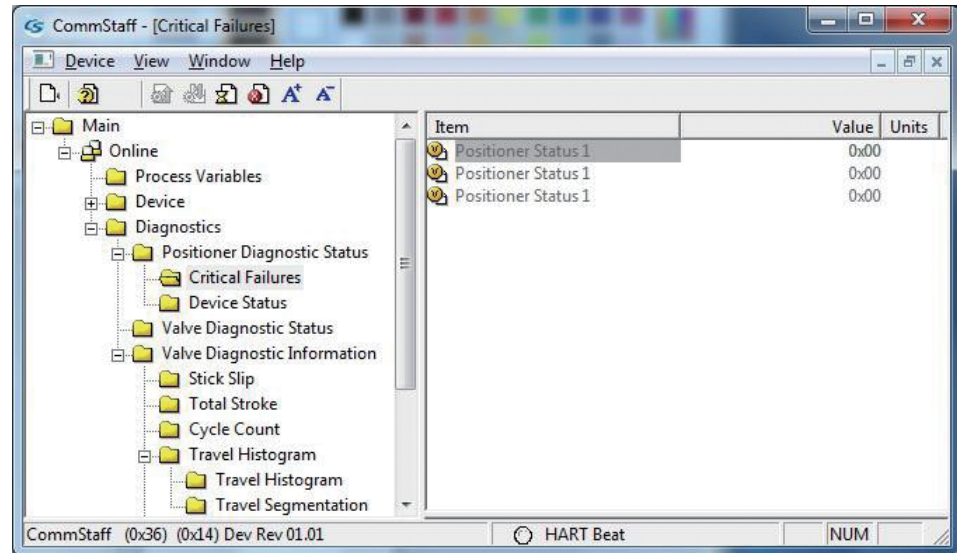 CommStaff - [Critical Failures]
Device View Window Help
Main
Online
Process Variables
Device
Diagnostics
Positioner Diagnostic Status
Critical Failures
Device Status
Valve Diagnostic Status
Valve Diagnostic Information
Stick Slip
Total Stroke
Cycle Count
Travel Histogram
Travel Histogram
Travel Segmentation
Item Value Units
Positioner Status 1 0x00
Positioner Status 1 0x00
Positioner Status 1 0x00
CommStaff (0x36) (0x14) Dev Rev 01.01 HART Beat NUM